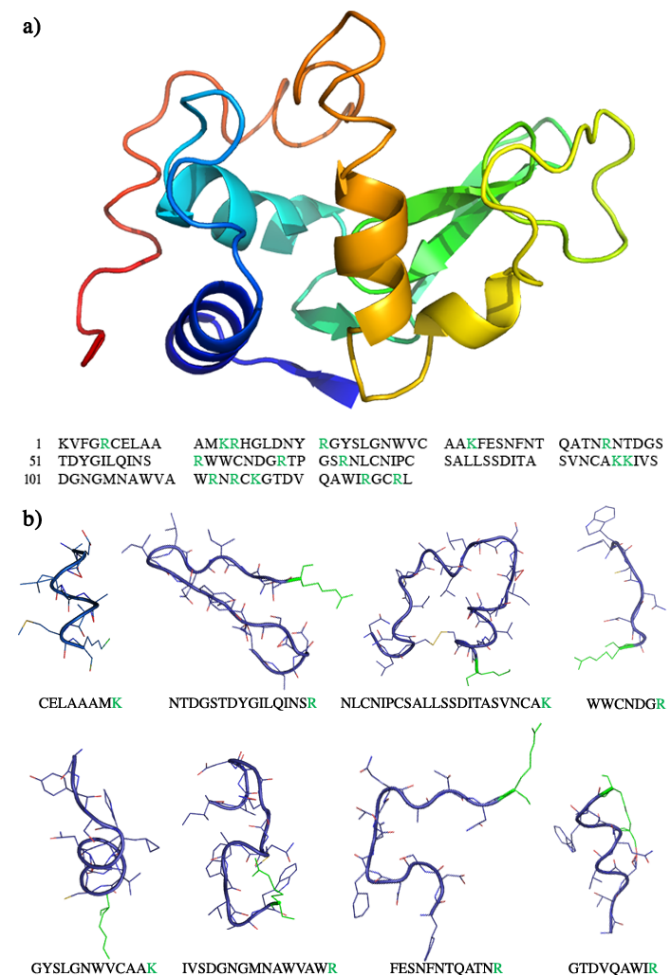 a)
1 KVFGRCELAA AMKRHGLDNY RGYSLGNWVC AAKFESNFNT QATNRNTDGS
51 TDYGILQINS RWWCNDGRTP GSRNLCNIPC SALLSSDITA SVNCAKKIVS
101 DGNGMNAWVA WRNRCKGTDV QAWIRGCRL
b)
CELAAAMK NTDGSTDYGILQINSR NLCNIPCSALLSSDITASVNCAK WWCNDGR
GYSLGNWVCAAK IVSDGNGMNAWVAWR FESNFNTQATNR GTDVQAWIR